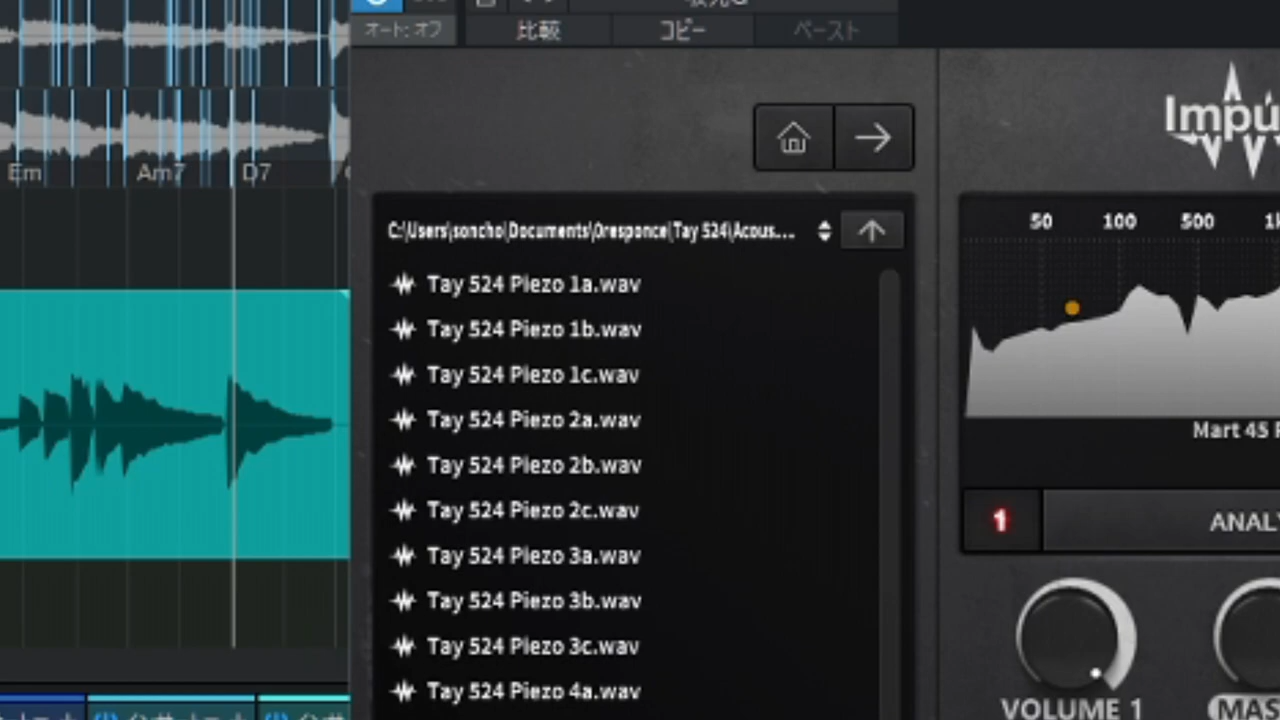 オート: オフ
比較
コピー
ペースト
Em
Am7
D7
Impu
C:\Users\soncho\Documents\0responce\Tay 524\Acous...
50
100
500
Tay 524 Piezo 1a.wav
Tay 524 Piezo 1b.wav
Tay 524 Piezo 1c.wav
Tay 524 Piezo 2a.wav
Tay 524 Piezo 2b.wav
Tay 524 Piezo 2c.wav
Tay 524 Piezo 3a.wav
Tay 524 Piezo 3b.wav
Tay 524 Piezo 3c.wav
Tay 524 Piezo 4a.wav
Mart 45
1
ANALY
VOLUME 1
MAS